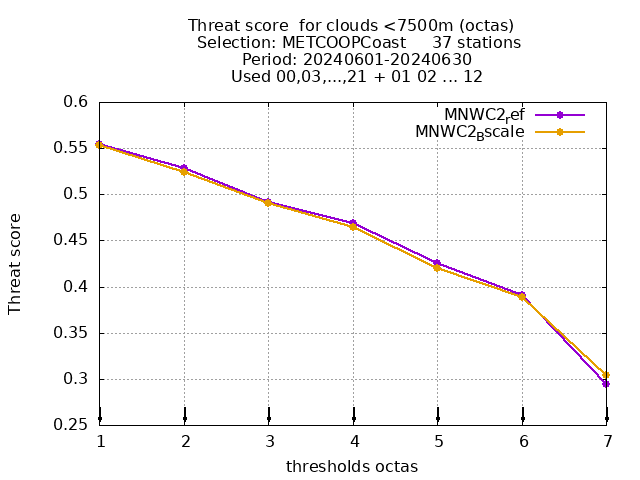 Threat score  for clouds <7500m (octas)
Selection: METCOOPCoast     37 stations
Period: 20240601-20240630
Used 00,03,...,21 + 01 02 ... 12
MNWC2ref
MNWC2Bscale
0.6
0.55
0.5
0.45
0.4
0.35
0.3
0.25
Threat score
1 2 3 4 5 6 7
thresholds octas